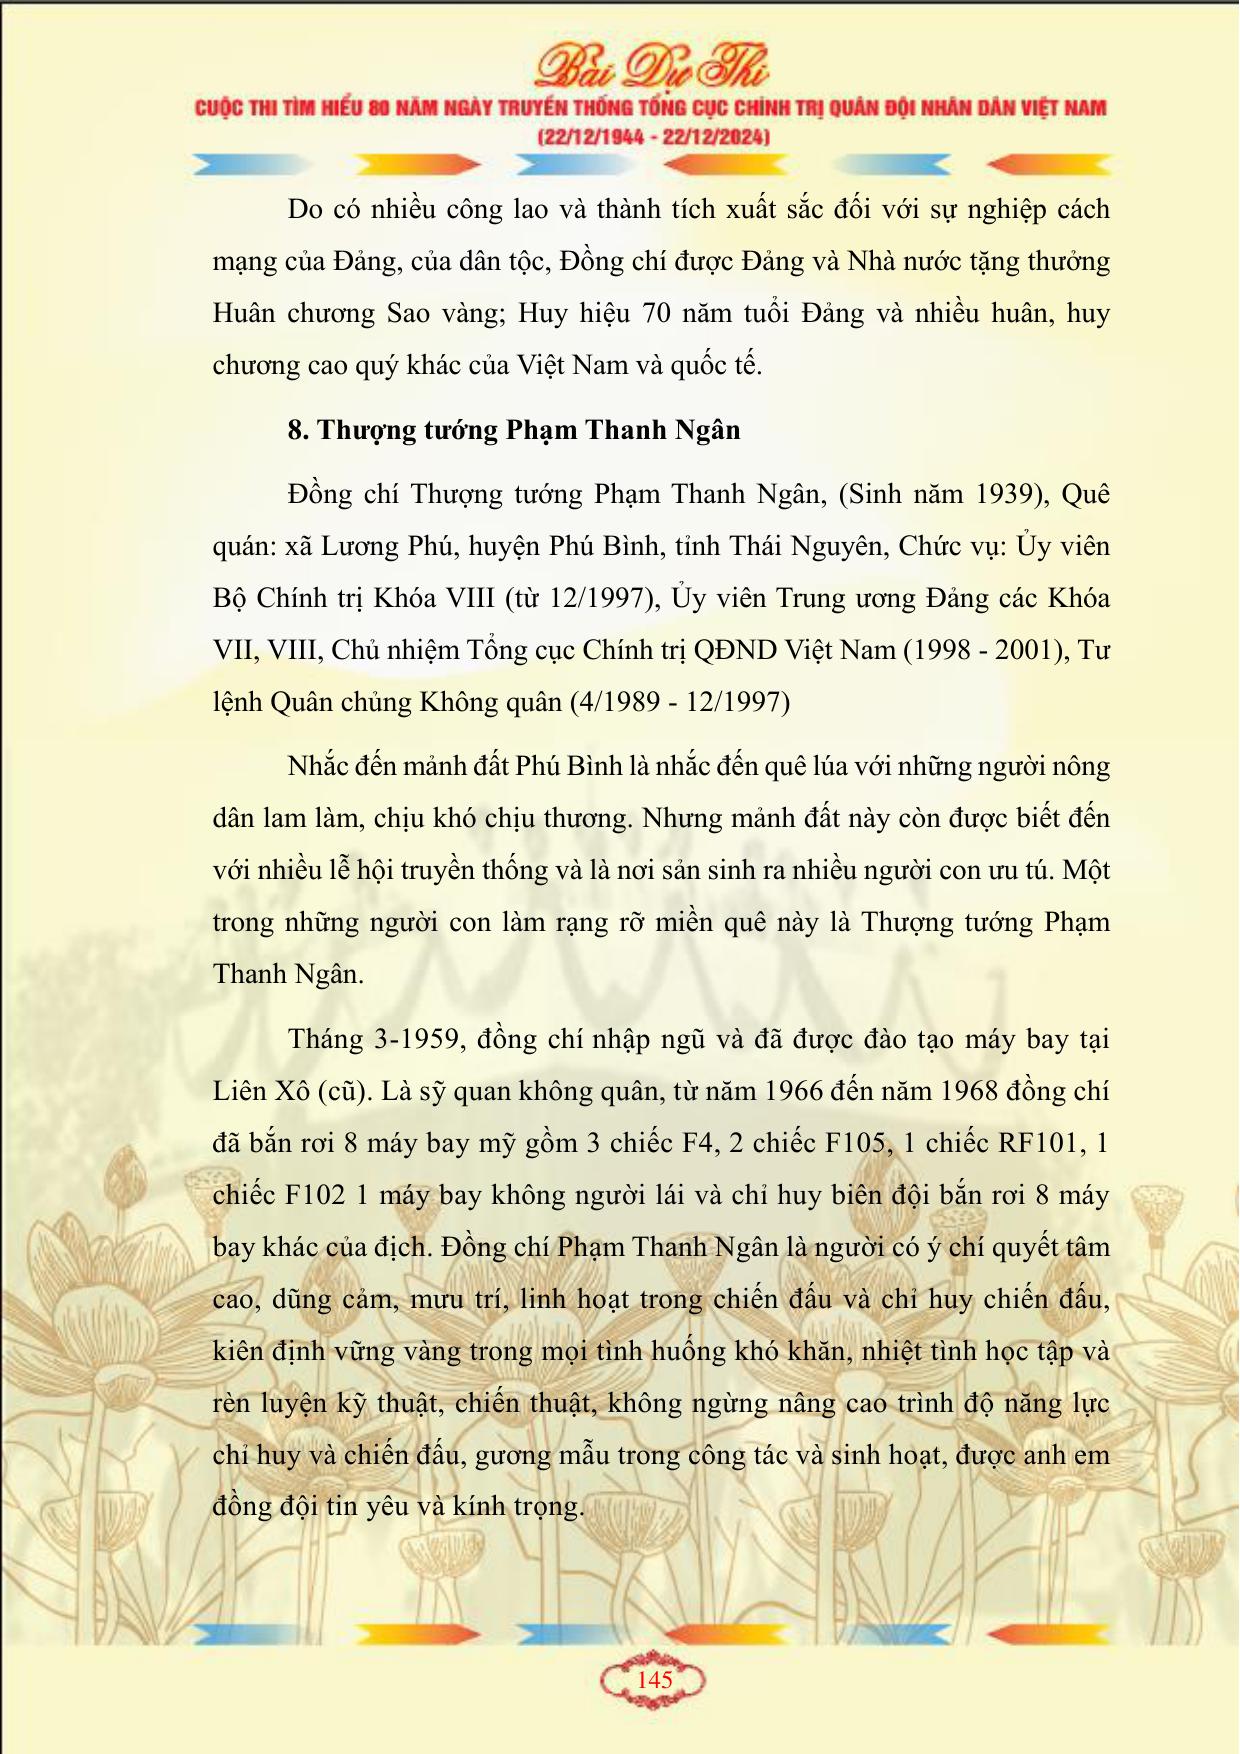 Bài Dự Thi
CUỘC THI TÌM HIỂU 80 NĂM NGÀY TRUYỀN THỐNG TỔNG CỤC CHÍNH TRỊ QUÂN ĐỘI NHÂN DÂN VIỆT NAM
(22/12/1944 - 22/12/2024)
Do có nhiều công lao và thành tích xuất sắc đối với sự nghiệp cách
mạng của Đảng, của dân tộc, Đồng chí được Đảng và Nhà nước tặng thưởng
Huân chương Sao vàng; Huy hiệu 70 năm tuổi Đảng và nhiều huân, huy
chương cao quý khác của Việt Nam và quốc tế.
8. Thượng tướng Phạm Thanh Ngân
Đồng chí Thượng tướng Phạm Thanh Ngân, (Sinh năm 1939), Quê
quán: xã Lương Phú, huyện Phú Bình, tỉnh Thái Nguyên, Chức vụ: Ủy viên
Bộ Chính trị Khóa VIII (từ 12/1997), Ủy viên Trung ương Đảng các Khóa
VII, VIII, Chủ nhiệm Tổng cục Chính trị QĐND Việt Nam (1998 - 2001), Tư
lệnh Quân chủng Không quân (4/1989 - 12/1997)
Nhắc đến mảnh đất Phú Bình là nhắc đến quê lúa với những người nông
dân lam làm, chịu khó chịu thương. Nhưng mảnh đất này còn được biết đến
với nhiều lễ hội truyền thống và là nơi sản sinh ra nhiều người con ưu tú. Một
trong những người con làm rạng rỡ miền quê này là Thượng tướng Phạm
Thanh Ngân.
Tháng 3-1959, đồng chí nhập ngũ và đã được đào tạo máy bay tại
Liên Xô (cũ). Là sỹ quan không quân, từ năm 1966 đến năm 1968 đồng chí
đã bắn rơi 8 máy bay mỹ gồm 3 chiếc F4, 2 chiếc F105, 1 chiếc RF101, 1
chiếc F102 1 máy bay không người lái và chỉ huy biên đội bắn rơi 8 máy
bay khác của địch. Đồng chí Phạm Thanh Ngân là người có ý chí quyết tâm
cao, dũng cảm, mưu trí, linh hoạt trong chiến đấu và chỉ huy chiến đấu,
kiên định vững vàng trong mọi tình huống khó khăn, nhiệt tình học tập và
rèn luyện kỹ thuật, chiến thuật, không ngừng nâng cao trình độ năng lực
chỉ huy và chiến đấu, gương mẫu trong công tác và sinh hoạt, được anh em
đồng đội tin yêu và kính trọng.
145